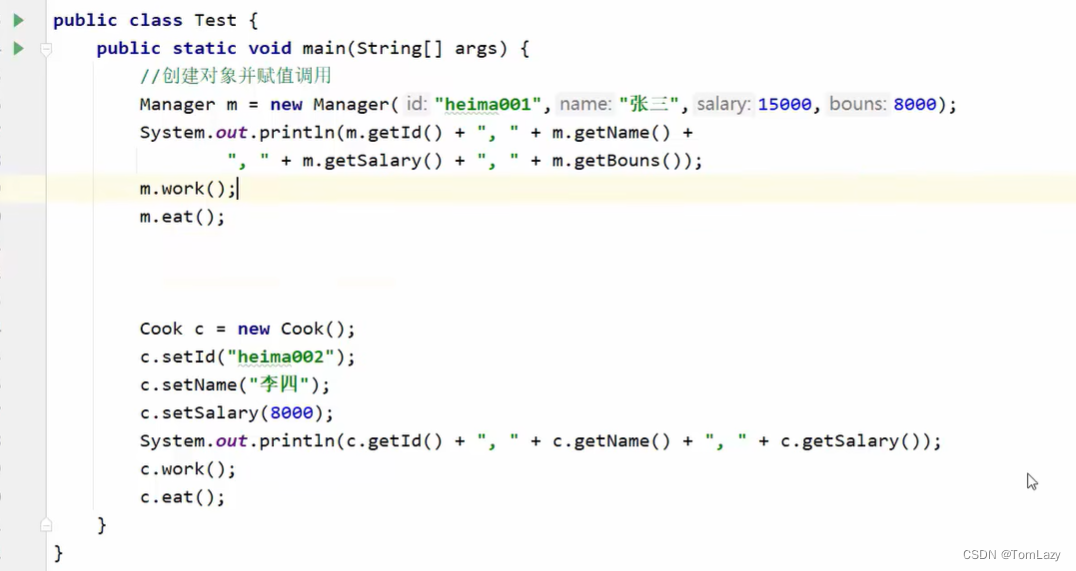 public class Test {
public static void main(String[] args) {
//创建对象并赋值调用
Manager m = new Manager( id: "heima001", name: "张三", salary: 15000, bouns: 8000);
System.out.println(m.getId() + ", " + m.getName() +
", " + m.getSalary() + ", " + m.getBouns());
m.work();
m.eat();
Cook c = new Cook();
c.setId("heima002");
c.setName("李四");
c.setSalary(8000);
System.out.println(c.getId() + ", " + c.getName() + ", " + c.getSalary());
c.work();
c.eat();
}
}
CSDN @TomLazy